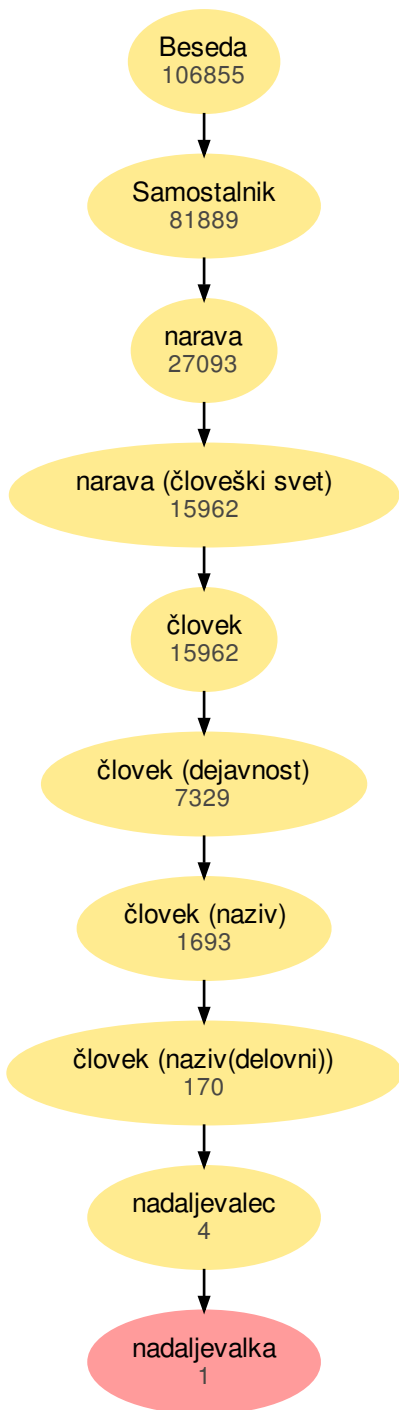 Beseda
106855
Samostalnik
81889
narava
27093
narava (človeški svet)
15962
človek
15962
človek (dejavnost)
7329
človek (naziv)
1693
človek (naziv(delovni))
170
nadaljevalec
4
nadaljevalka
1